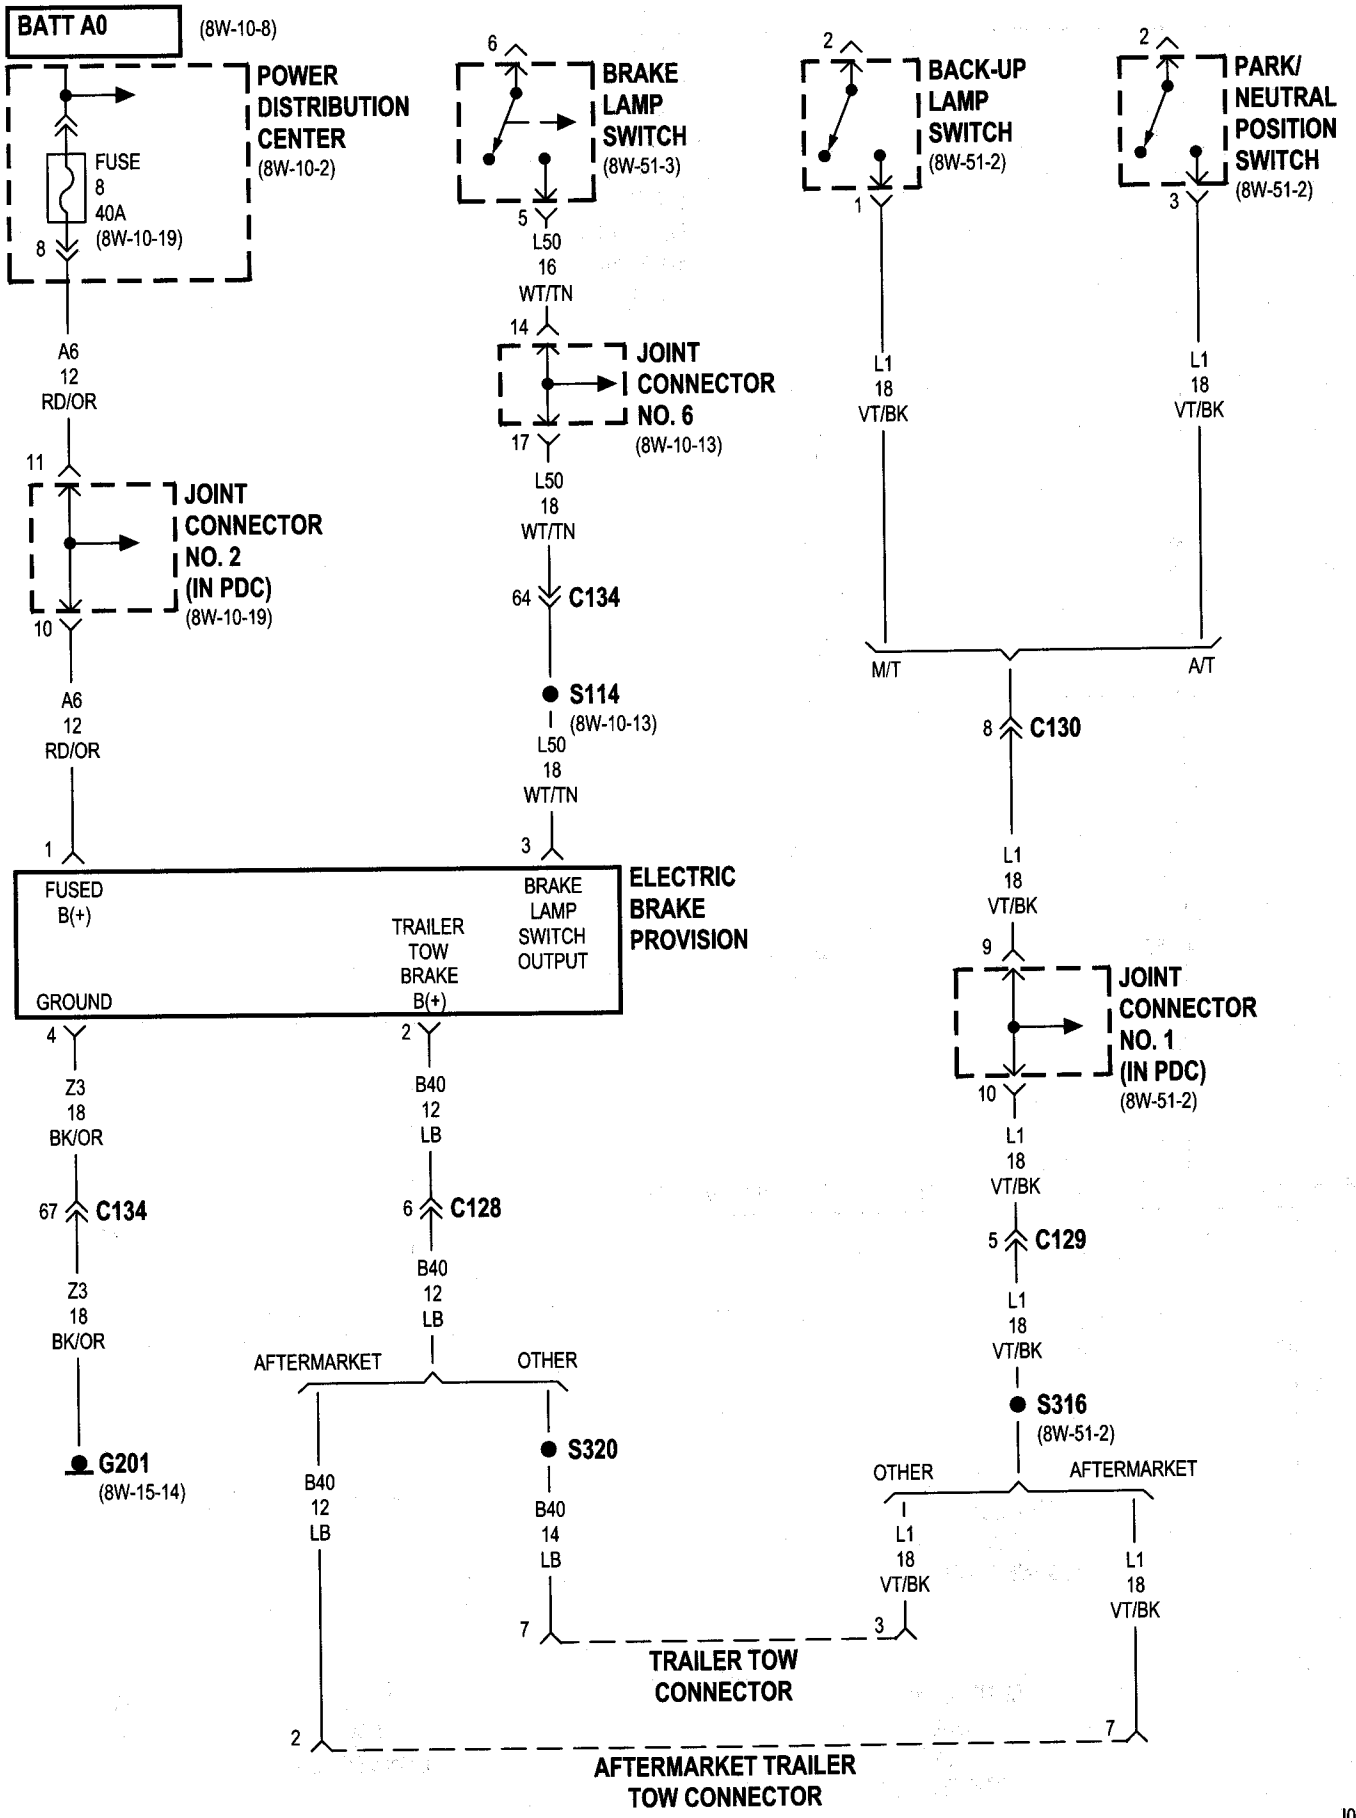 BATT A0
(8W-10-8)
POWER
DISTRIBUTION
CENTER
(8W-10-2)
FUSE
8
40A
(8W-10-19)
8
A6
12
RD/OR
11
JOINT
CONNECTOR
NO. 2
(IN PDC)
(8W-10-19)
10
A6
12
RD/OR
1
6
BRAKE
LAMP
SWITCH
(8W-51-3)
5
L50
16
WT/TN
14
JOINT
CONNECTOR
NO. 6
(8W-10-13)
17
L50
18
WT/TN
64
C134
S114
(8W-10-13)
L50
18
WT/TN
3
2
BACK-UP
LAMP
SWITCH
(8W-51-2)
1
L1
18
VT/BK
2
PARK/
NEUTRAL
POSITION
SWITCH
(8W-51-2)
3
L1
18
VT/BK
M/T
A/T
8
C130
L1
18
VT/BK
9
JOINT
CONNECTOR
NO. 1
(IN PDC)
(8W-51-2)
10
L1
18
VT/BK
5
C129
L1
18
VT/BK
S316
(8W-51-2)
FUSED
B(+)
TRAILER
TOW
BRAKE
B(+)
BRAKE
LAMP
SWITCH
OUTPUT
GROUND
ELECTRIC
BRAKE
PROVISION
4
Z3
18
BK/OR
67
C134
Z3
18
BK/OR
G201
(8W-15-14)
2
B40
12
LB
6
C128
B40
12
LB
AFTERMARKET
OTHER
S320
B40
12
LB
B40
14
LB
OTHER
AFTERMARKET
L1
18
VT/BK
L1
18
VT/BK
7
3
TRAILER TOW
CONNECTOR
2
7
AFTERMARKET TRAILER
TOW CONNECTOR